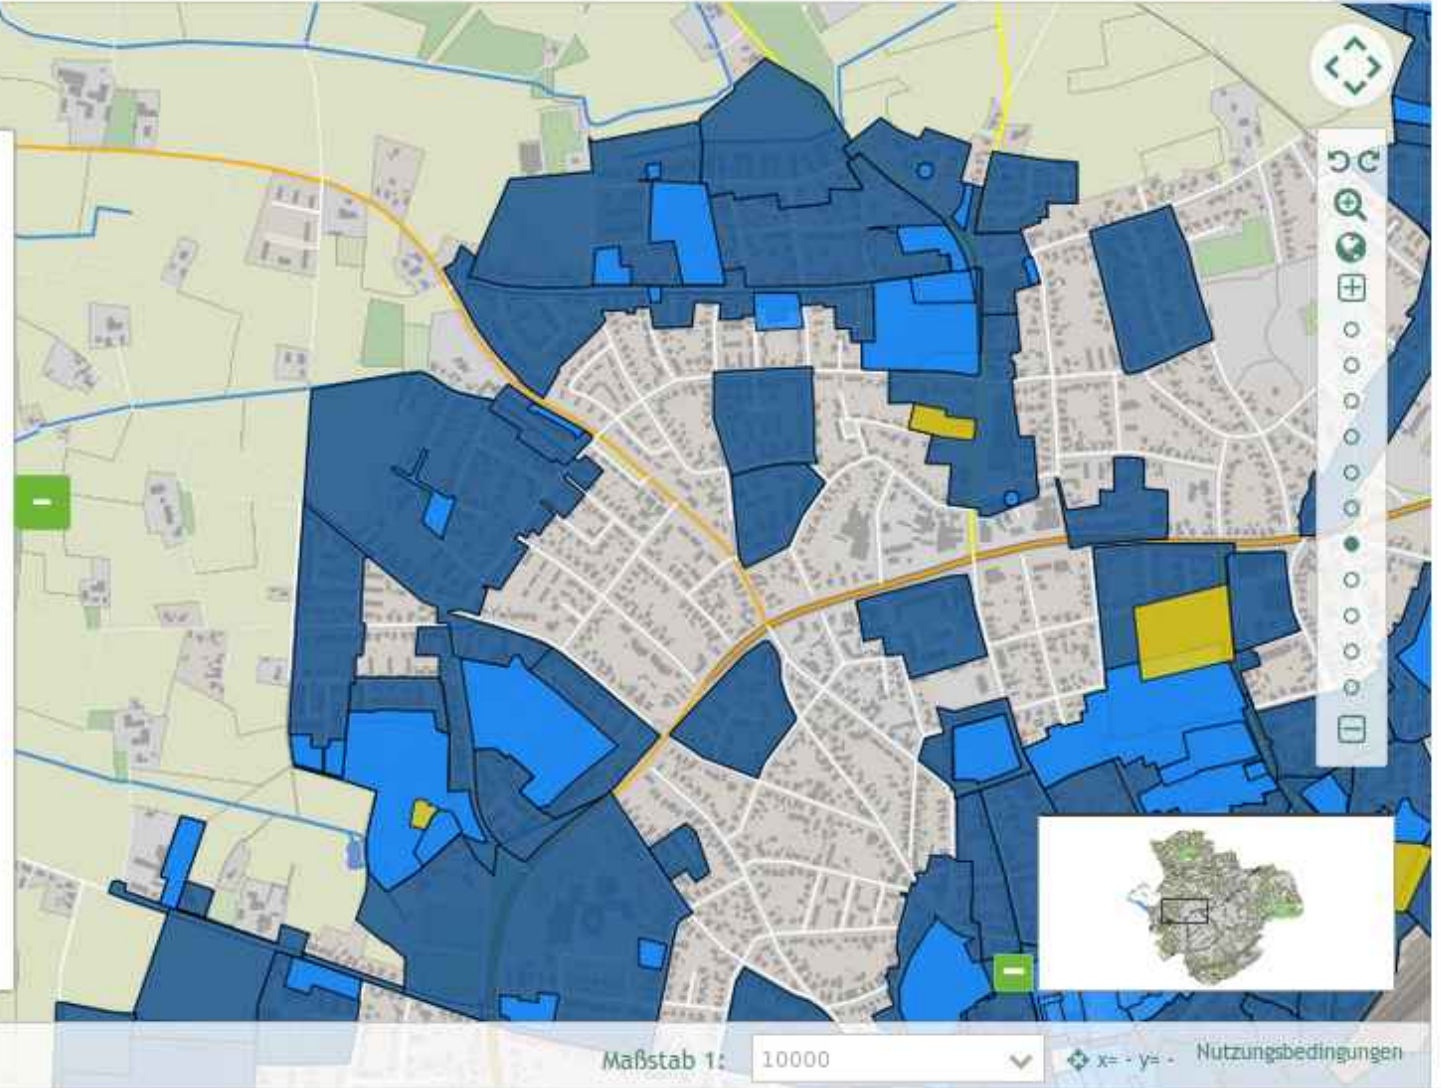 Maßstab 1: 10000 x= - y= - Nutzungsbedingungen